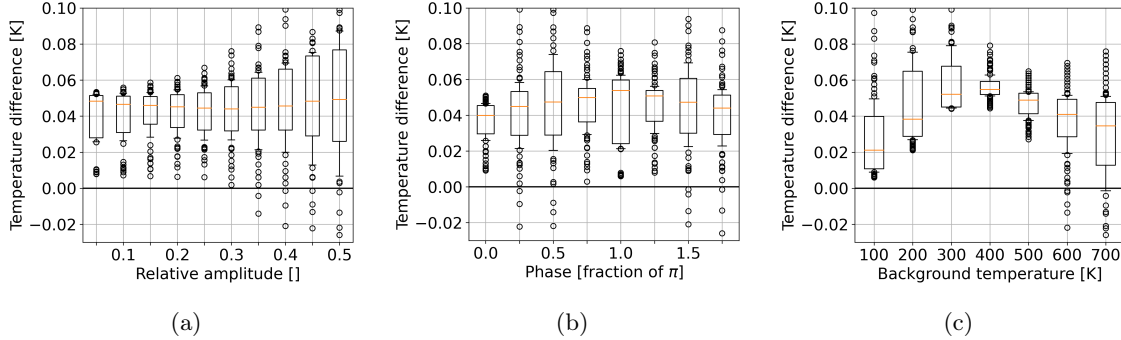 0.10
0.08
0.06
0.04
0.02
0.00
−0.02
Temperature difference [K]
0.1 0.2 0.3 0.4 0.5
Relative amplitude []
(a)
0.10
0.08
0.06
0.04
0.02
0.00
−0.02
Temperature difference [K]
0.0 0.5 1.0 1.5
Phase [fraction of π]
(b)
0.10
0.08
0.06
0.04
0.02
0.00
−0.02
Temperature difference [K]
100 200 300 400 500 600 700
Background temperature [K]
(c)